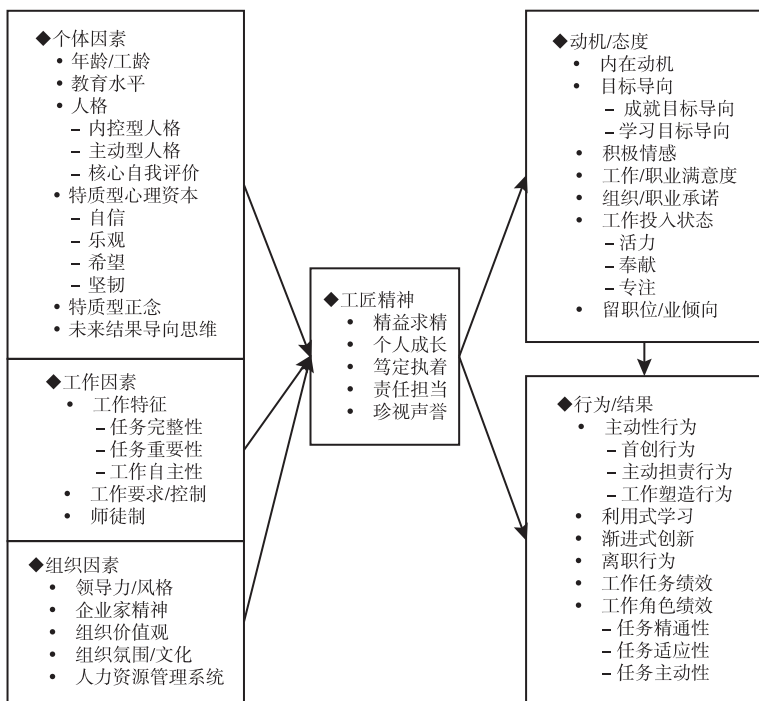 ◆个体因素
• 年龄/工龄
• 教育水平
• 人格
– 内控型人格
– 主动型人格
– 核心自我评价
• 特质型心理资本
– 自信
– 乐观
– 希望
– 坚韧
• 特质型正念
• 未来结果导向思维
◆工作因素
• 工作特征
– 任务完整性
– 任务重要性
– 工作自主性
• 工作要求/控制
• 师徒制
◆组织因素
• 领导力/风格
• 企业家精神
• 组织价值观
• 组织氛围/文化
• 人力资源管理系统
◆工匠精神
• 精益求精
• 个人成长
• 笃定执着
• 责任担当
• 珍视声誉
◆动机/态度
• 内在动机
• 目标导向
– 成就目标导向
– 学习目标导向
• 积极情感
• 工作/职业满意度
• 组织/职业承诺
• 工作投入状态
– 活力
– 奉献
– 专注
• 留职位/业倾向
◆行为/结果
• 主动性行为
– 首创行为
– 主动担责行为
– 工作塑造行为
• 利用式学习
• 渐进式创新
• 离职行为
• 工作任务绩效
• 工作角色绩效
– 任务精通性
– 任务适应性
– 任务主动性